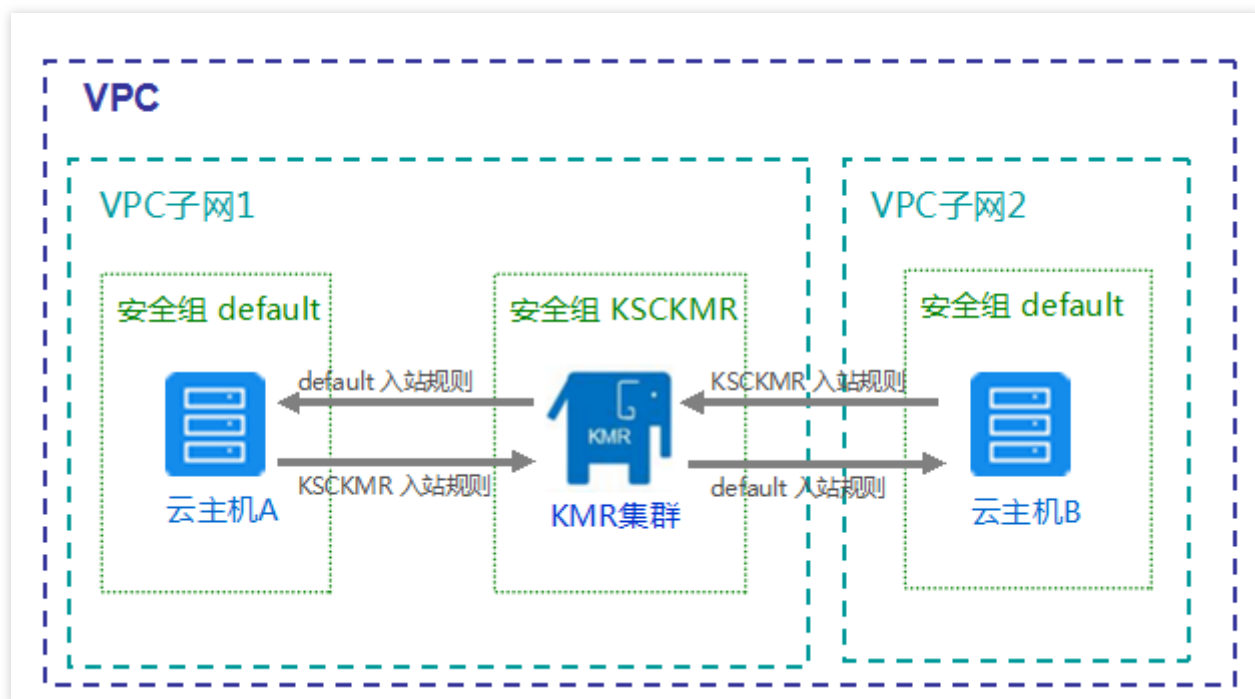 VPC
VPC子网1
VPC子网2
安全组 default
安全组 KSCKMR
安全组 default
default 入站规则
KSCKMR 入站规则
KMR
KSCKMR 入站规则
default 入站规则
云主机A
KMR集群
云主机B